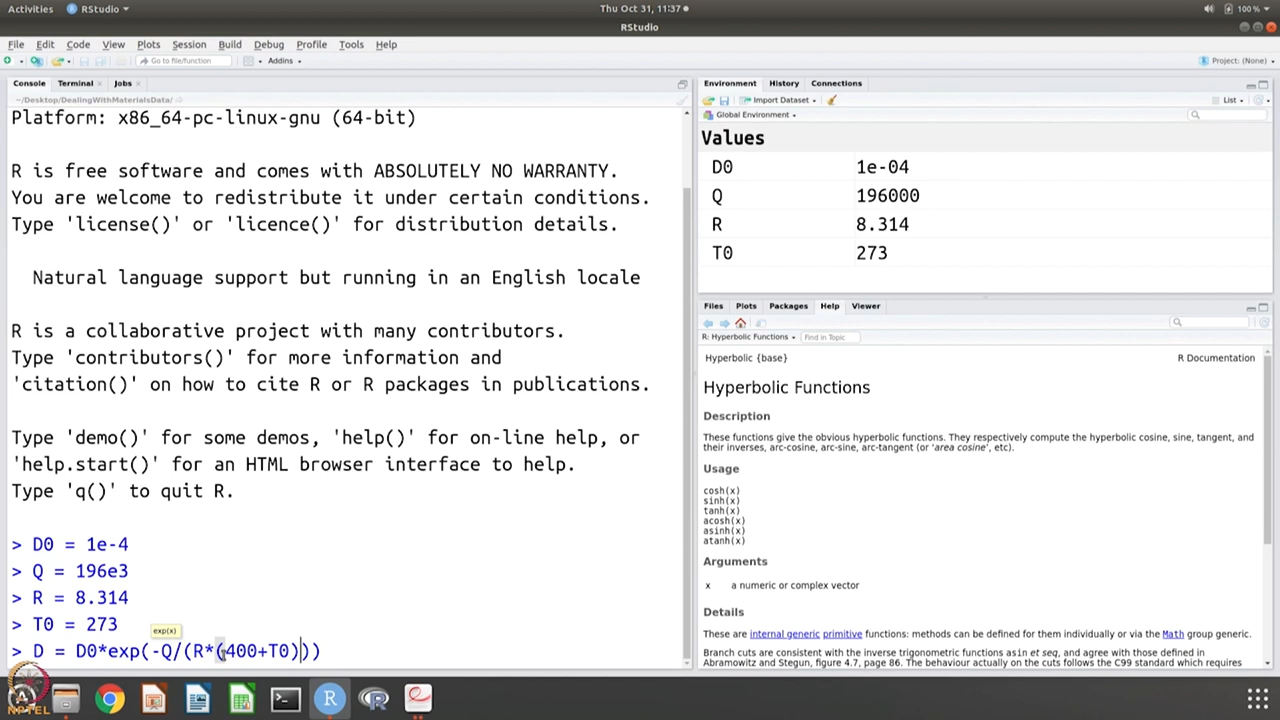 Activities RStudio Thu Oct 31, 11:37 100 %
RStudio
File Edit Code View Plots Session Build Debug Profile Tools Help
Go to file/function Addins Project: (None)
Console Terminal Jobs
~/Desktop/DealingWithMaterialsData/
Platform: x86_64-pc-linux-gnu (64-bit)
R is free software and comes with ABSOLUTELY NO WARRANTY.
You are welcome to redistribute it under certain conditions.
Type 'license()' or 'licence()' for distribution details.
Natural language support but running in an English locale
R is a collaborative project with many contributors.
Type 'contributors()' for more information and
'citation()' on how to cite R or R packages in publications.
Type 'demo()' for some demos, 'help()' for on-line help, or
'help.start()' for an HTML browser interface to help.
Type 'q()' to quit R.
> D0 = 1e-4
> Q = 196e3
> R = 8.314
> T0 = 273
exp(x)
> D = D0*exp(-Q/(R*(400+T0)))
Environment History Connections
Import Dataset List
Global Environment
Values
D0 1e-04
Q 196000
R 8.314
T0 273
Files Plots Packages Help Viewer
R: Hyperbolic Functions Find in Topic
Hyperbolic {base} R Documentation
Hyperbolic Functions
Description
These functions give the obvious hyperbolic functions. They respectively compute the hyperbolic cosine, sine, tangent, and
their inverses, arc-cosine, arc-sine, arc-tangent (or 'area cosine', etc).
Usage
cosh(x)
sinh(x)
tanh(x)
acosh(x)
asinh(x)
atanh(x)
Arguments
x a numeric or complex vector
Details
These are internal generic primitive functions: methods can be defined for them individually or via the Math group generic.
Branch cuts are consistent with the inverse trigonometric functions asin et seq, and agree with those defined in
Abramowitz and Stegun, figure 4.7, page 86. The behaviour actually on the cuts follows the C99 standard which requires
NPTEL